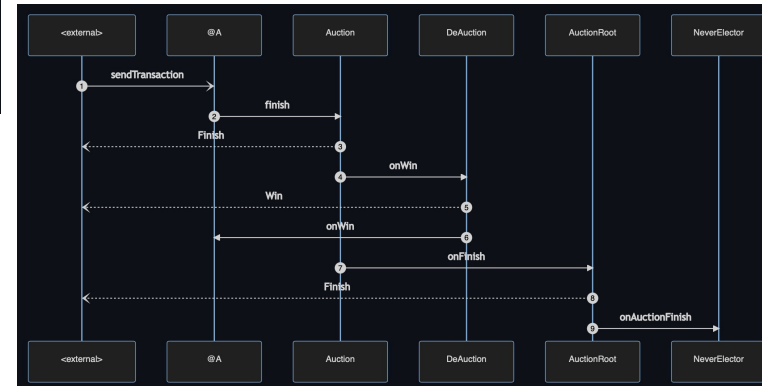 <external> @A Auction DeAuction AuctionRoot NeverElector
sendTransaction
1
finish
2
Finish
3
onWin
4
Win
5
onWin
6
onFinish
7
Finish
8
onAuctionFinish
9
<external> @A Auction DeAuction AuctionRoot NeverElector